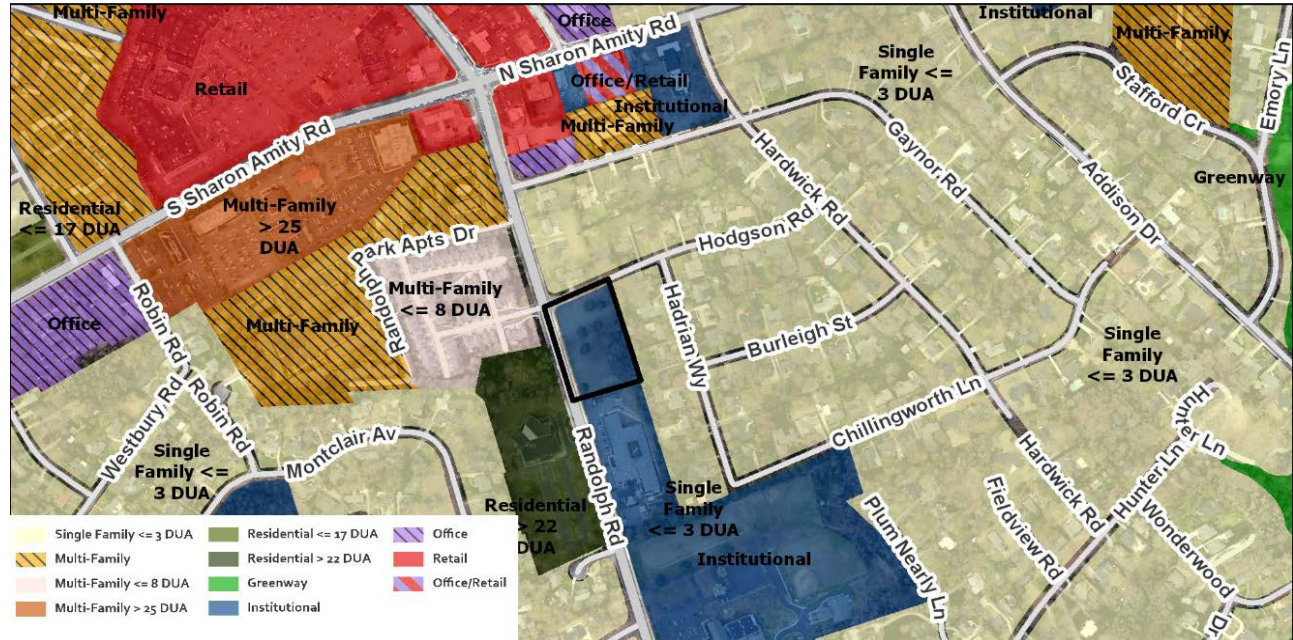 Multi-Family
Office
N Sharon Amity Rd
Institutional
Multi-Family
Single
Family <=
3 DUA
Stafford Cr
Emory Ln
Retail
Office/Retail
Institutional
Multi-Family
Gaynor Rd
Hardwick Rd
Addison Dr
Greenway
S Sharon Amity Rd
Residential
<= 17 DUA
Multi-Family
> 25
DUA
Randolph Park Apts Dr
Hodgson Rd
Multi-Family
<= 8 DUA
Hadrian Wy
Burleigh St
Office
Robin Rd
Multi-Family
Single
Family
<= 3 DUA
Westbury Rd
Robin Rd
Chillingworth Ln
Hunter Ln
Montclair Av
Single
Family <=
3 DUA
Randolph Rd
Hardwick Rd
Hunter Ln
Residential
> 22
DUA
Single
Family
<= 3 DUA
Institutional
Plum Nearly Ln
Fieldview Rd
Wonderwood Dr
Single Family <= 3 DUA
Multi-Family
Multi-Family <= 8 DUA
Multi-Family > 25 DUA
Residential <= 17 DUA
Residential > 22 DUA
Greenway
Institutional
Office
Retail
Office/Retail